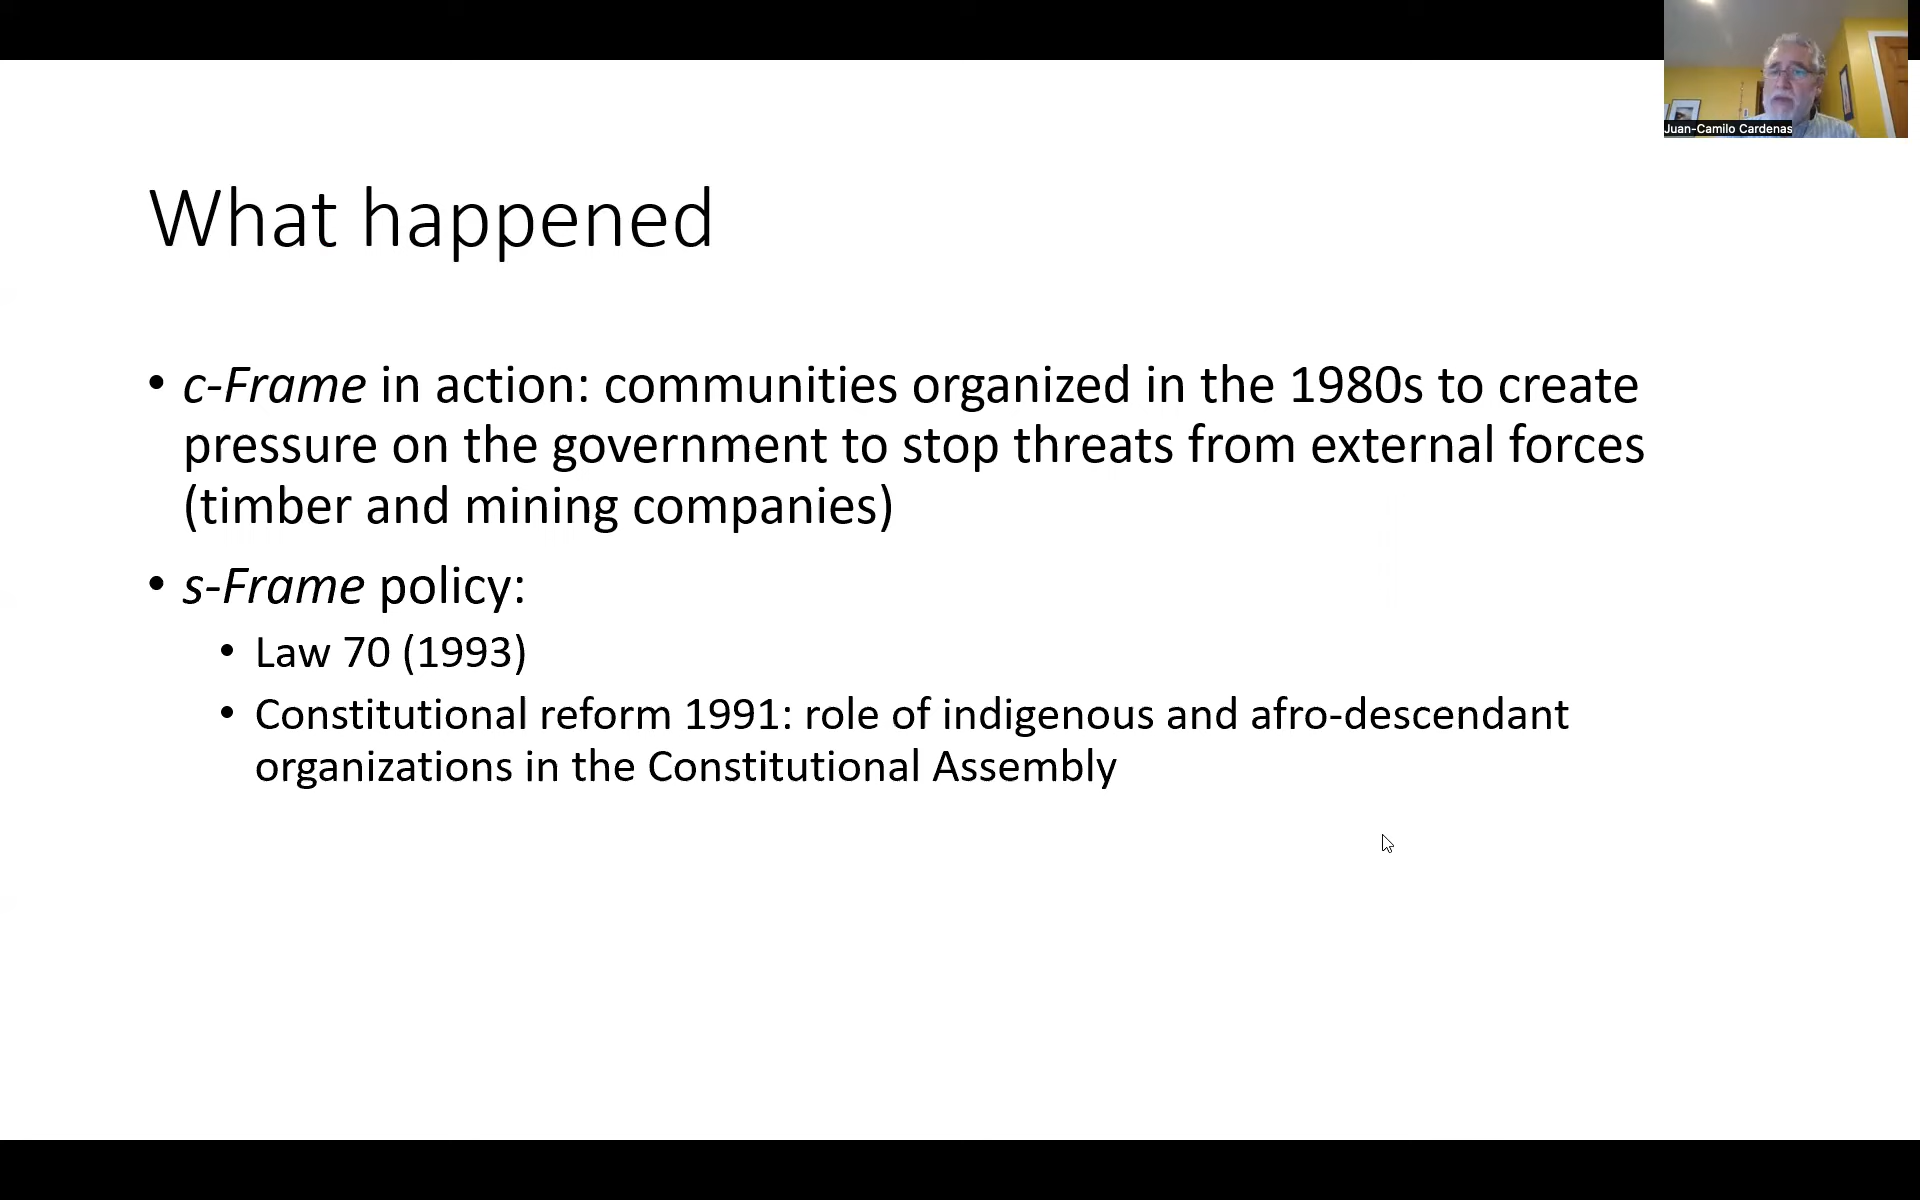 Juan-Camilo Cardenas
What happened
• c-Frame in action: communities organized in the 1980s to create
pressure on the government to stop threats from external forces
(timber and mining companies)
• s-Frame policy:
• Law 70 (1993)
• Constitutional reform 1991: role of indigenous and afro-descendant
organizations in the Constitutional Assembly